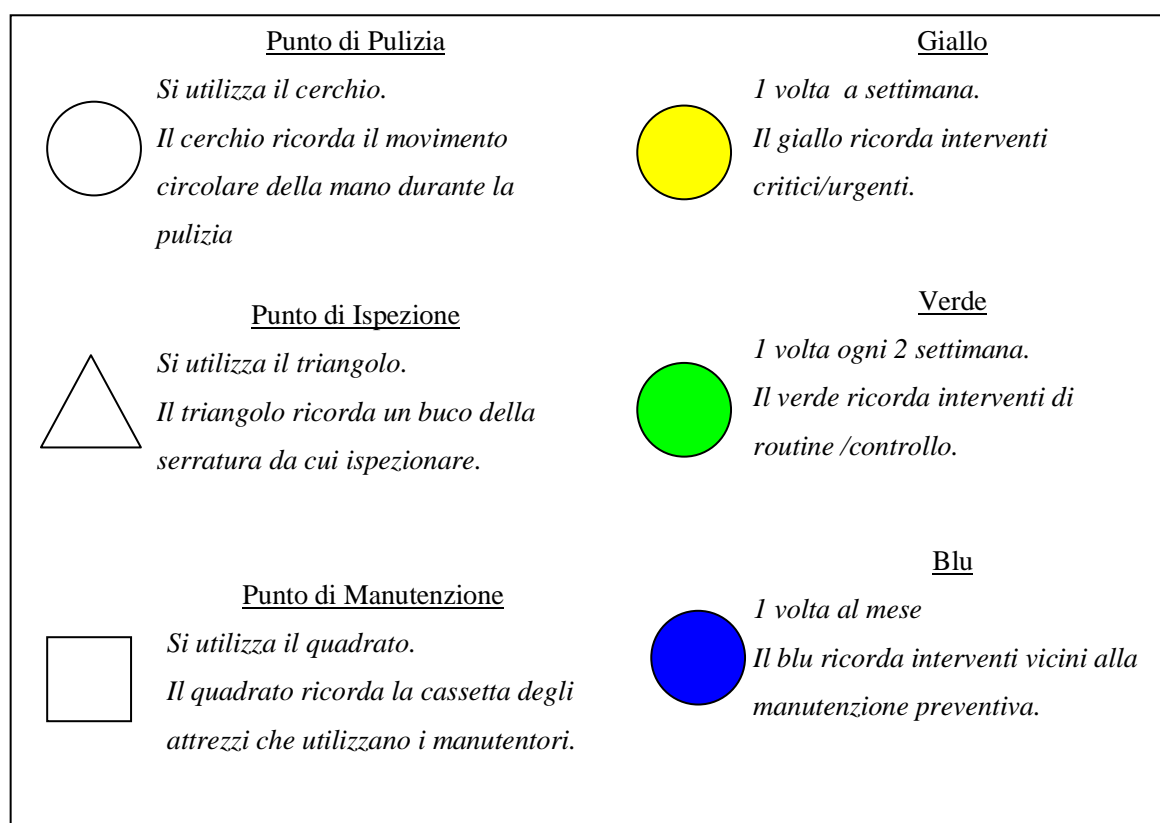 Punto di Pulizia
Si utilizza il cerchio.
Il cerchio ricorda il movimento
circolare della mano durante la
pulizia
Punto di Ispezione
Si utilizza il triangolo.
Il triangolo ricorda un buco della
serratura da cui ispezionare.
Punto di Manutenzione
Si utilizza il quadrato.
Il quadrato ricorda la cassetta degli
attrezzi che utilizzano i manutentori.
Giallo
1 volta  a settimana.
Il giallo ricorda interventi
critici/urgenti.
Verde
1 volta ogni 2 settimana.
Il verde ricorda interventi di
routine /controllo.
Blu
1 volta al mese
Il blu ricorda interventi vicini alla
manutenzione preventiva.